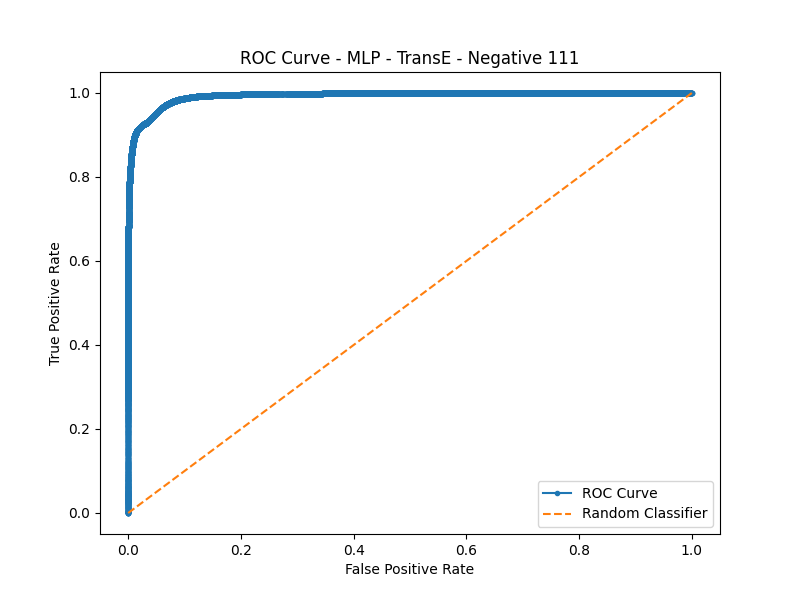 ROC Curve - MLP - TransE - Negative 111
True Positive Rate
1.0
0.8
0.6
0.4
0.2
0.0
0.0 0.2 0.4 0.6 0.8 1.0
False Positive Rate
ROC Curve
Random Classifier